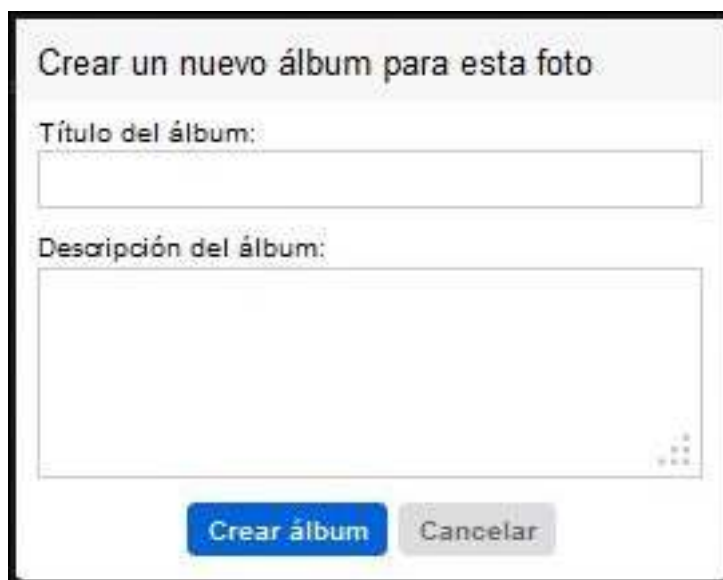 Crear un nuevo álbum para esta foto
Título del álbum:
Descripción del álbum:
Crear álbum Cancelar